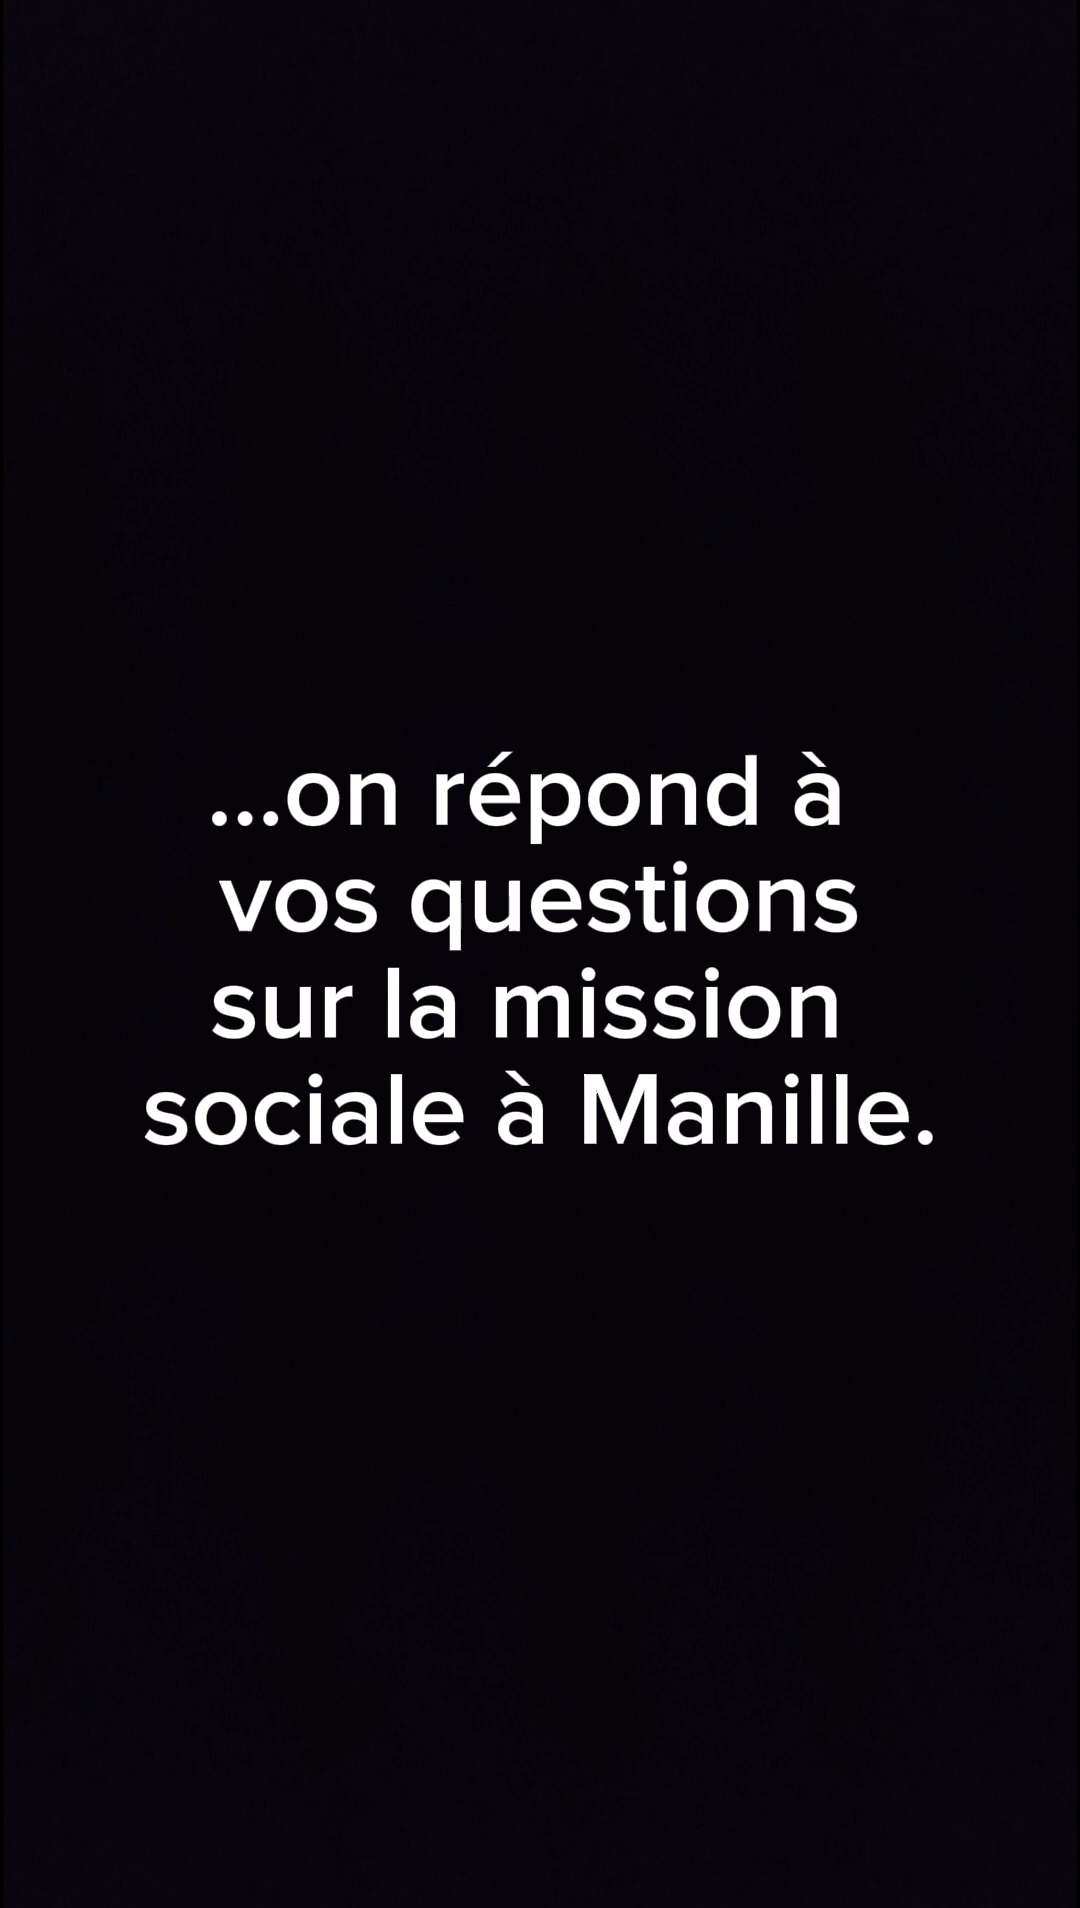 ...on répond à
vos questions
sur la mission
sociale à Manille.